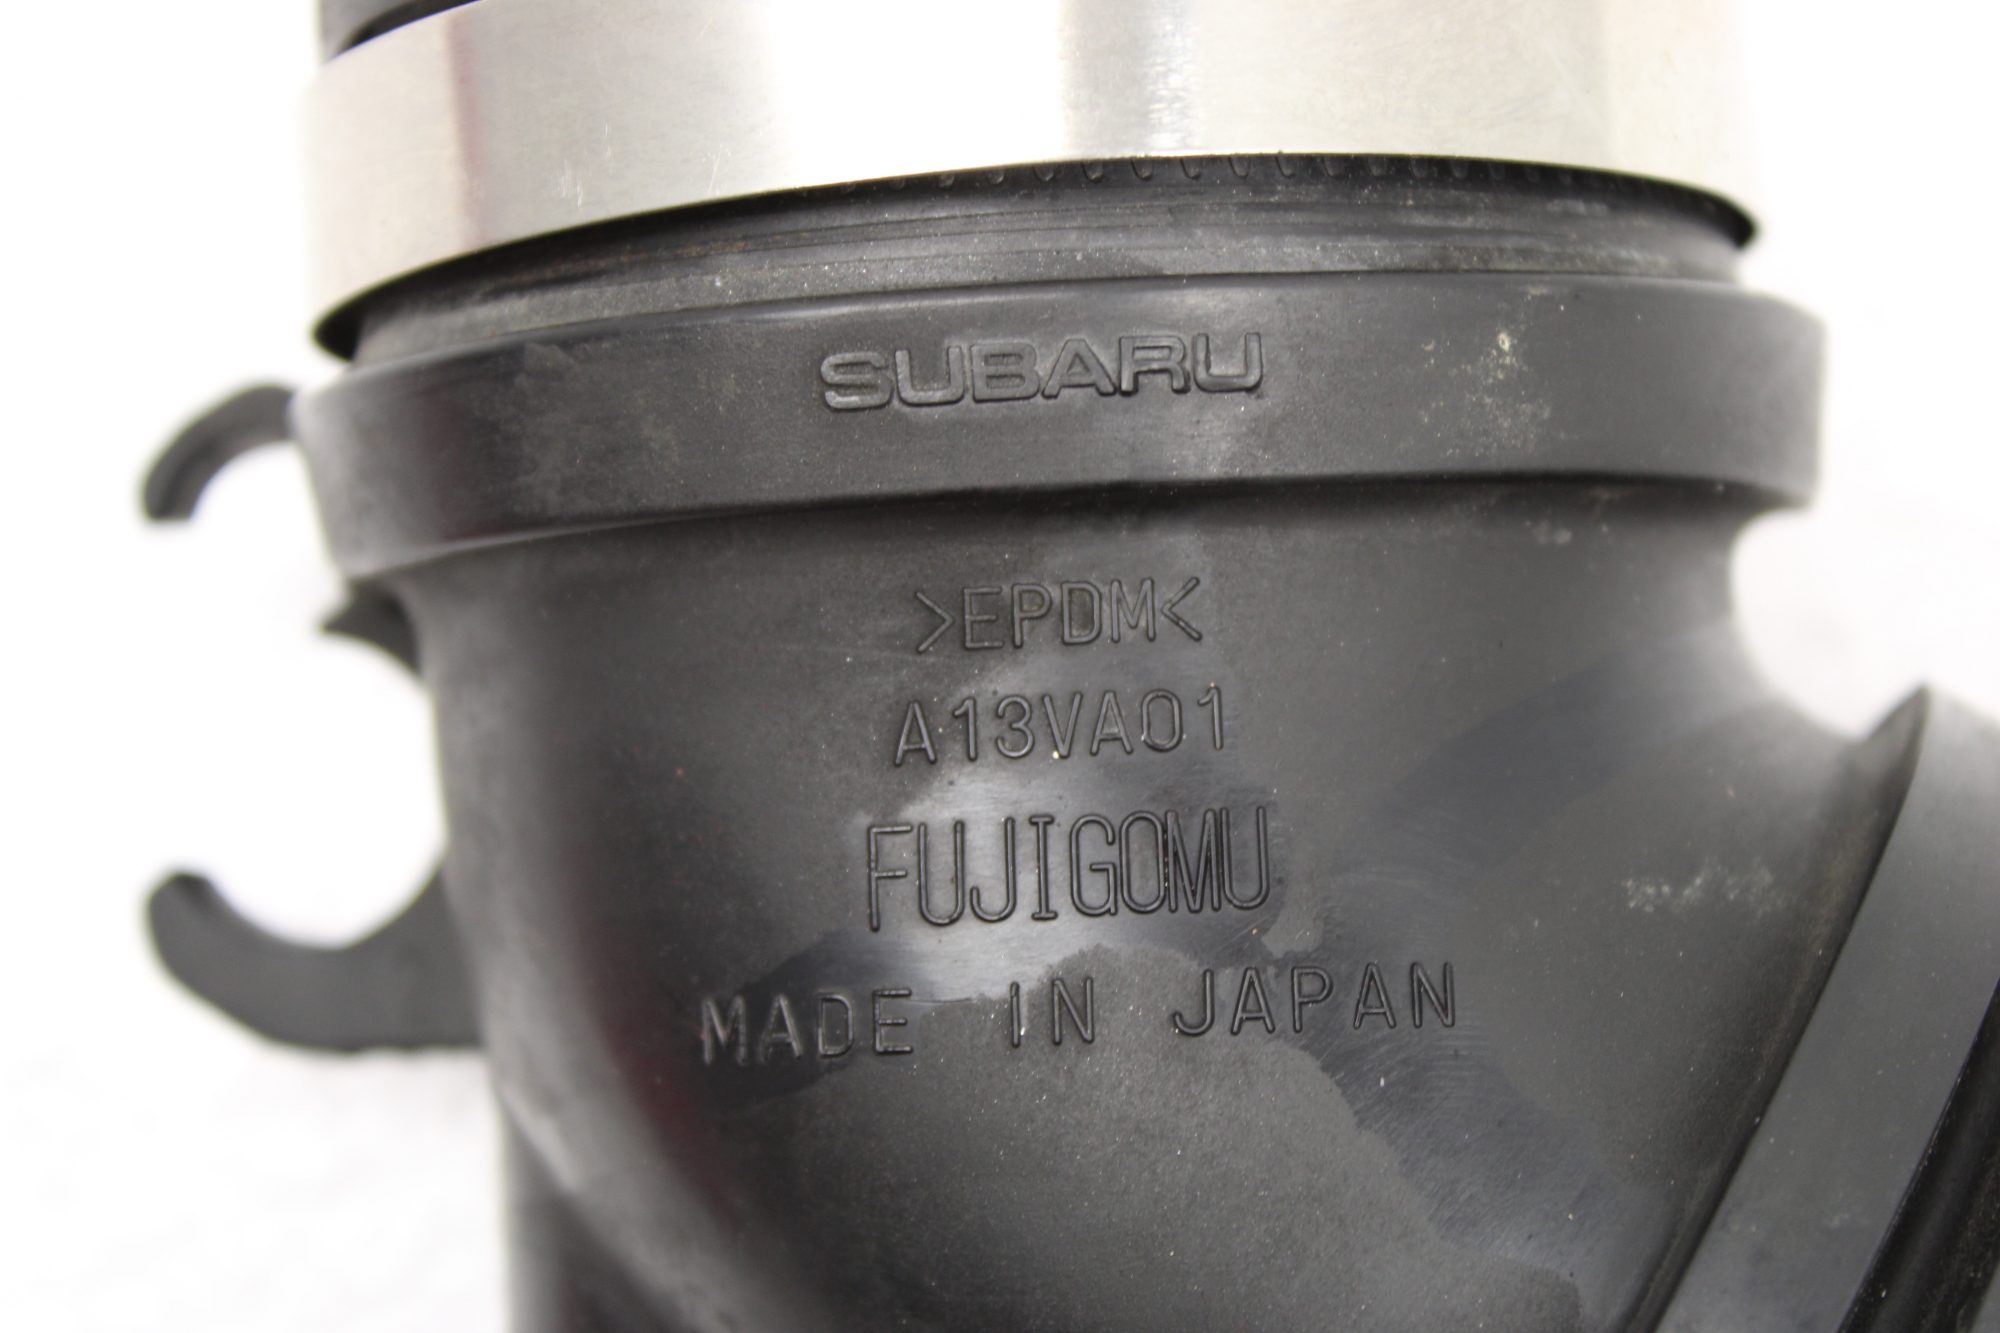 SUBARU
>EPDM<
A13VA01
FUJIGOMU
MADE IN JAPAN